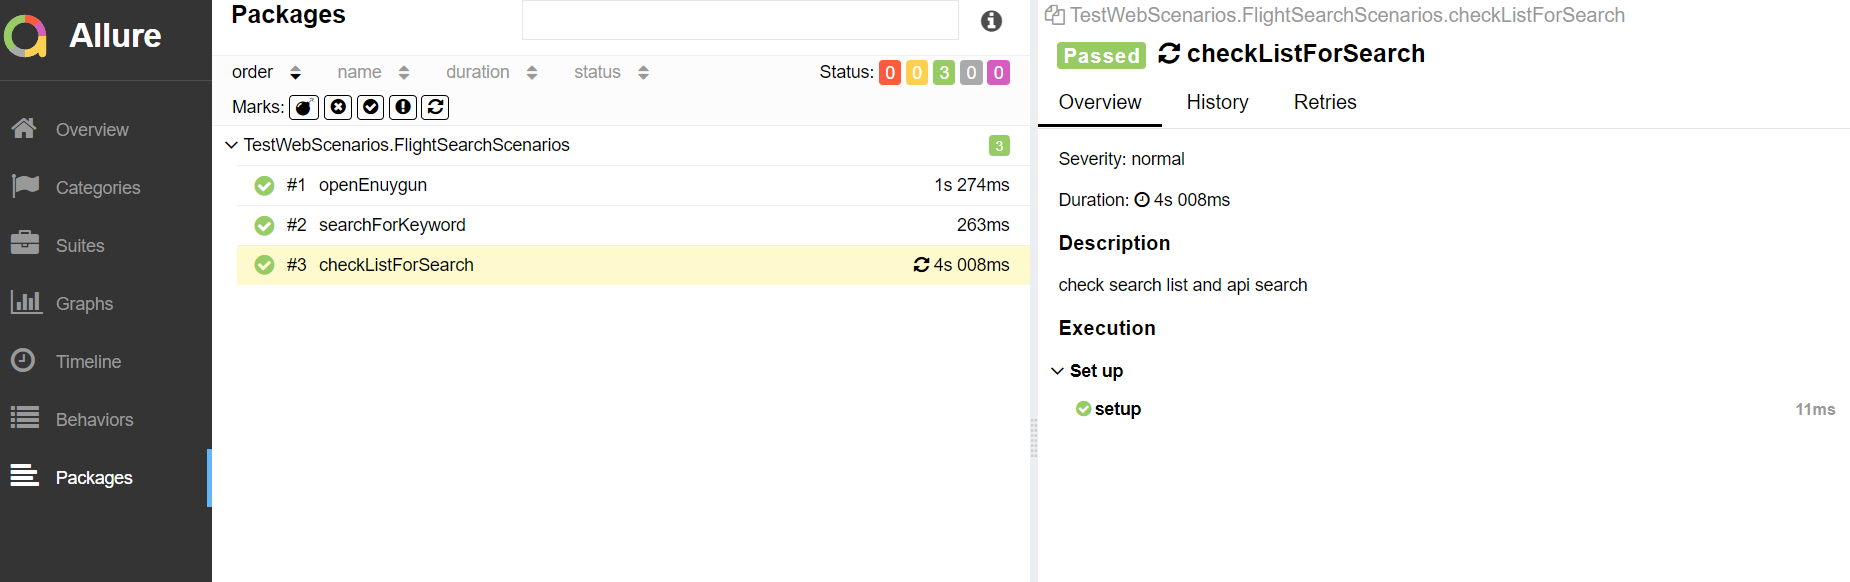 Allure
Overview
Categories
Suites
Graphs
Timeline
Behaviors
Packages
Packages
order name duration status Status: 0 0 3 0 0
Marks:
TestWebScenarios.FlightSearchScenarios 3
#1 openEnuygun 1s 274ms
#2 searchForKeyword 263ms
#3 checkListForSearch 4s 008ms
TestWebScenarios.FlightSearchScenarios.checkListForSearch
Passed checkListForSearch
Overview History Retries
Severity: normal
Duration: 4s 008ms
Description
check search list and api search
Execution
Set up
setup 11ms